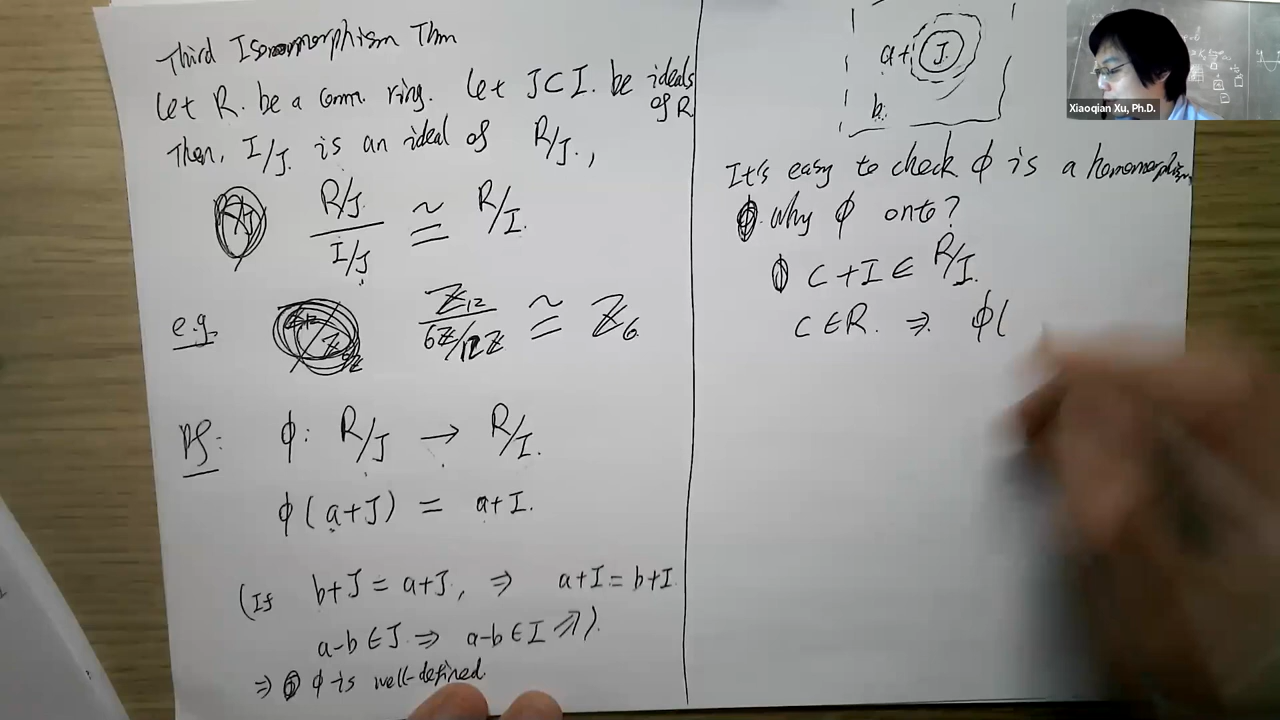 Third Isomorphism Thm
Let R. be a comm. ring. Let J⊂I. be ideals of R
Then, I/J. is an ideal of R/J.,
R/J / I/J ≅ R/I.
e.g. Z12 / 6Z/12Z ≅ Z6
Pf: ϕ: R/J → R/I.
ϕ(a+J) = a+I.
(If b+J = a+J, ⇒ a+I = b+I
a-b ∈ J. ⇒ a-b ∈ I ⇗).
⇒ ϕ is well-defined.
a+ J.
b.
It's easy to check ϕ is a homomorphism
why ϕ onto?
C+I ∈ R/I.
C∈R. ⇒ ϕ(
Xiaoqian Xu, Ph.D.